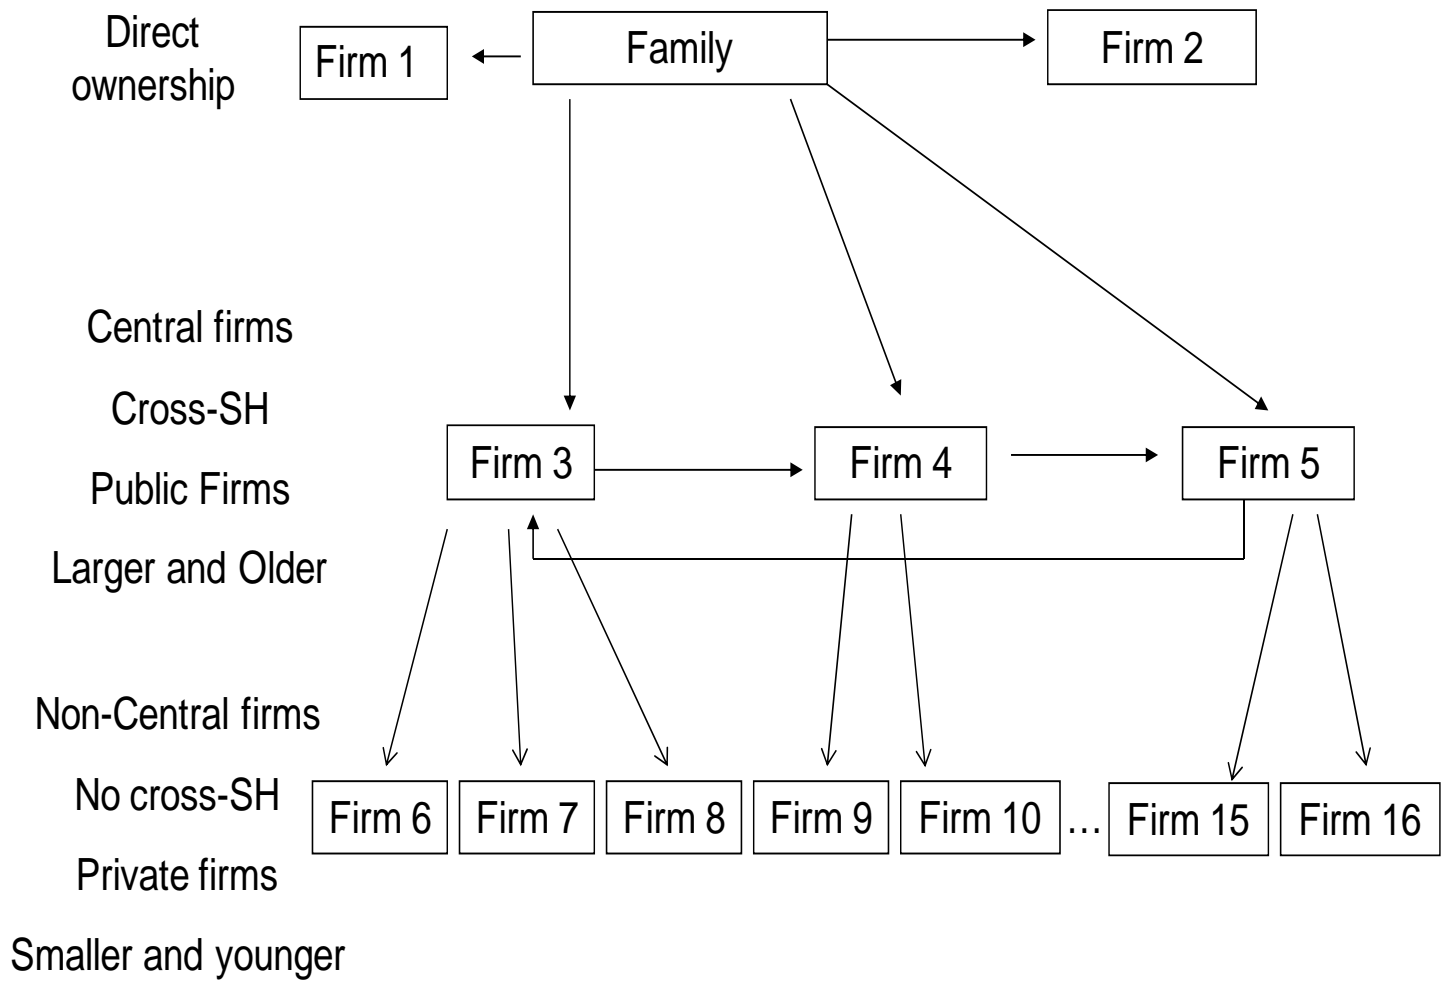 Direct
ownership
Firm 1
Family
Firm 2
Central firms
Cross-SH
Public Firms
Larger and Older
Firm 3
Firm 4
Firm 5
Non-Central firms
No cross-SH
Private firms
Smaller and younger
Firm 6
Firm 7
Firm 8
Firm 9
Firm 10
...
Firm 15
Firm 16